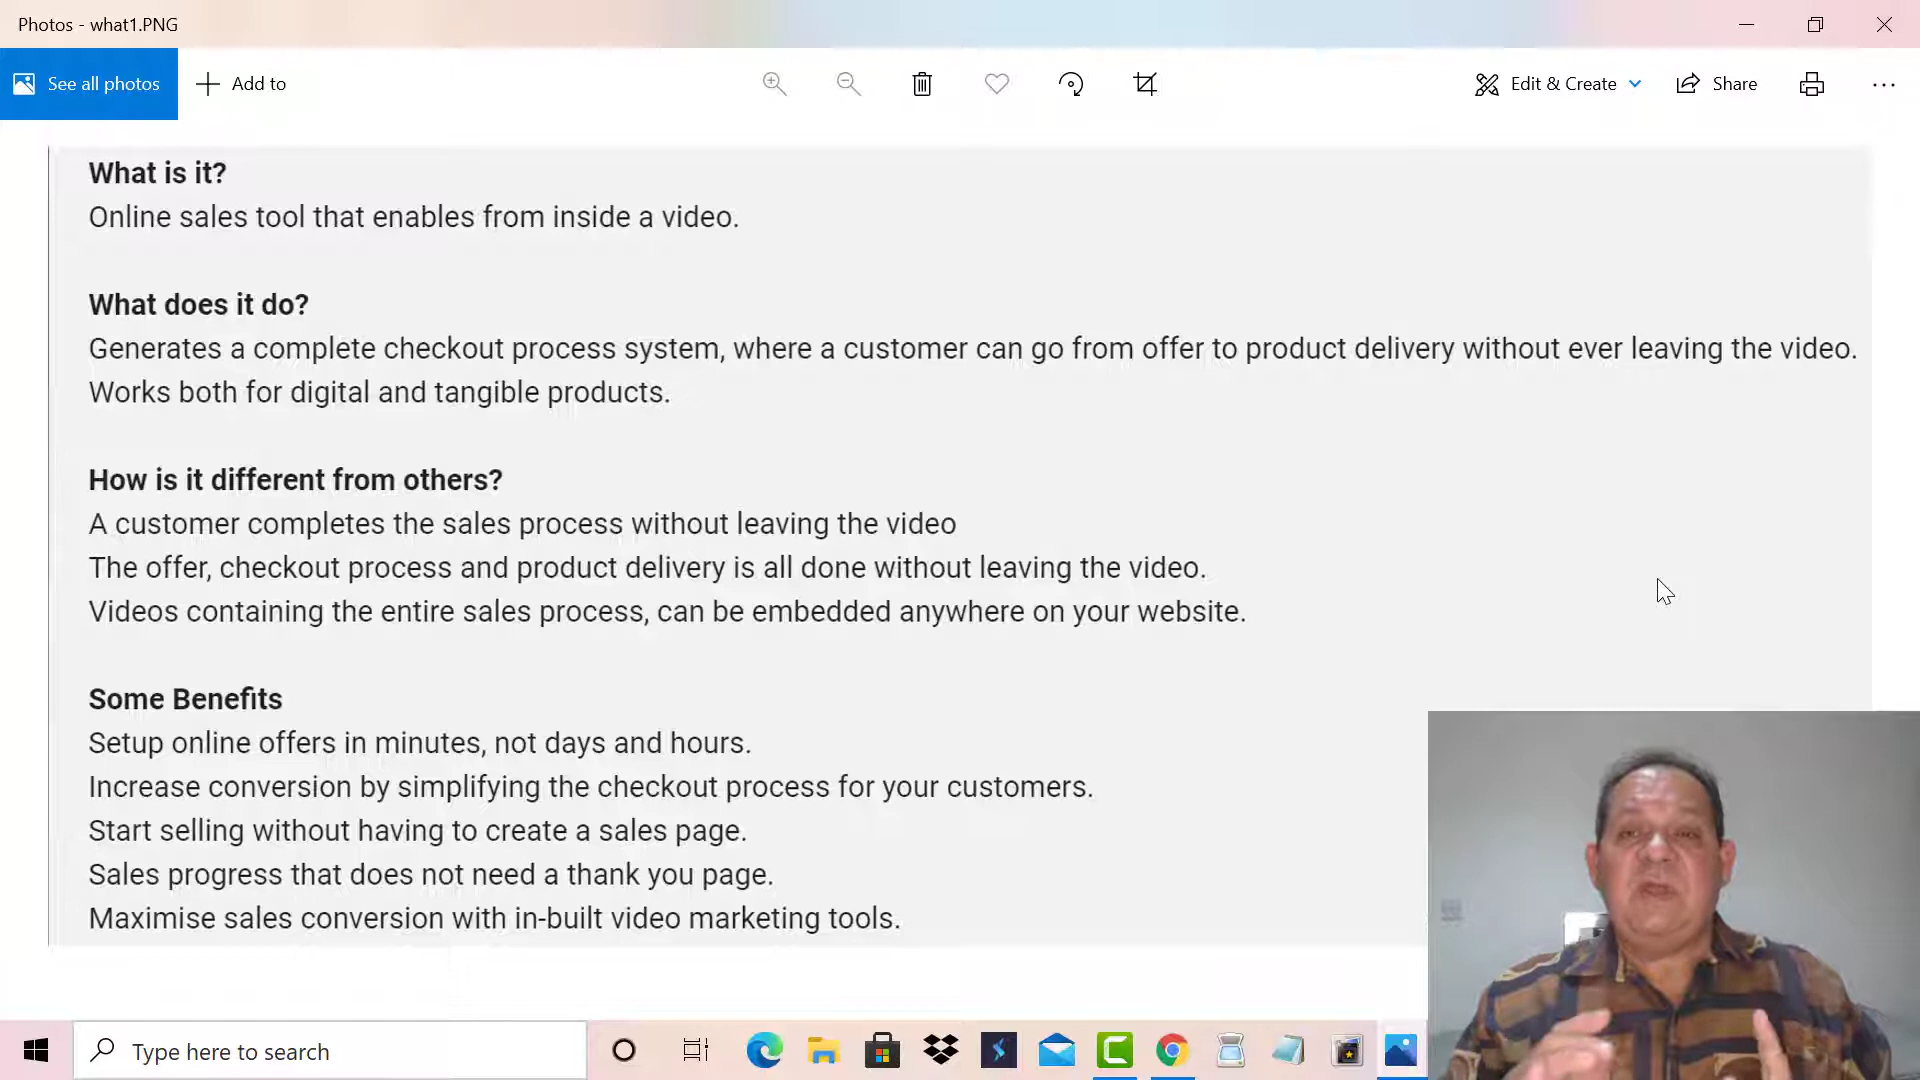 Photos - what1.PNG
See all photos
Add to
Edit & Create
Share
What is it?
Online sales tool that enables from inside a video.
What does it do?
Generates a complete checkout process system, where a customer can go from offer to product delivery without ever leaving the video.
Works both for digital and tangible products.
How is it different from others?
A customer completes the sales process without leaving the video
The offer, checkout process and product delivery is all done without leaving the video.
Videos containing the entire sales process, can be embedded anywhere on your website.
Some Benefits
Setup online offers in minutes, not days and hours.
Increase conversion by simplifying the checkout process for your customers.
Start selling without having to create a sales page.
Sales progress that does not need a thank you page.
Maximise sales conversion with in-built video marketing tools.
Type here to search